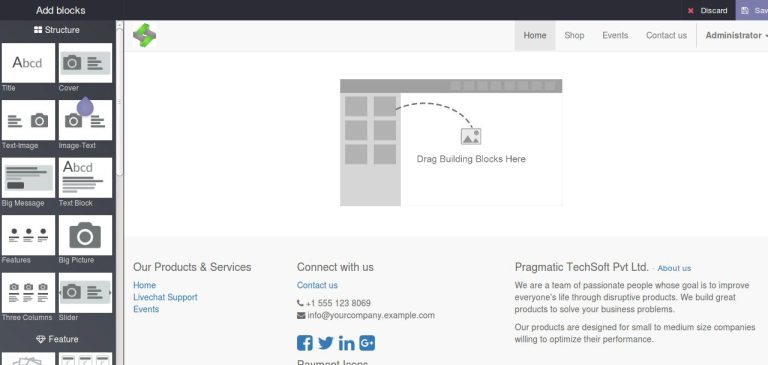 Add blocks
Discard
Structure
Home
Shop
Events
Contact us
Administrator
Abcd
Title
Cover
Text-Image
Image-Text
Abcd
Big Message
Text Block
Features
Big Picture
Three Columns
Slider
Feature
Drag Building Blocks Here
Our Products & Services
Home
Livechat Support
Events
Connect with us
Contact us
+1 555 123 8069
info@yourcompany.example.com
Pragmatic TechSoft Pvt Ltd. - About us
We are a team of passionate people whose goal is to improve
everyone's life through disruptive products. We build great
products to solve your business problems.
Our products are designed for small to medium size companies
willing to optimize their performance.